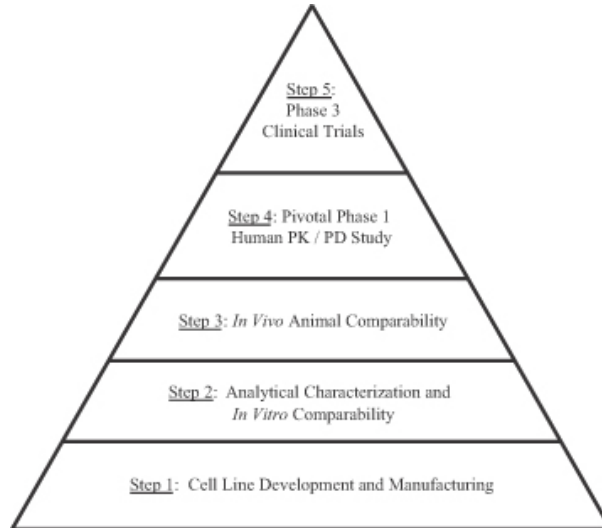 Step 5:
Phase 3
Clinical Trials
Step 4: Pivotal Phase 1
Human PK / PD Study
Step 3: In Vivo Animal Comparability
Step 2: Analytical Characterization and
In Vitro Comparability
Step 1: Cell Line Development and Manufacturing